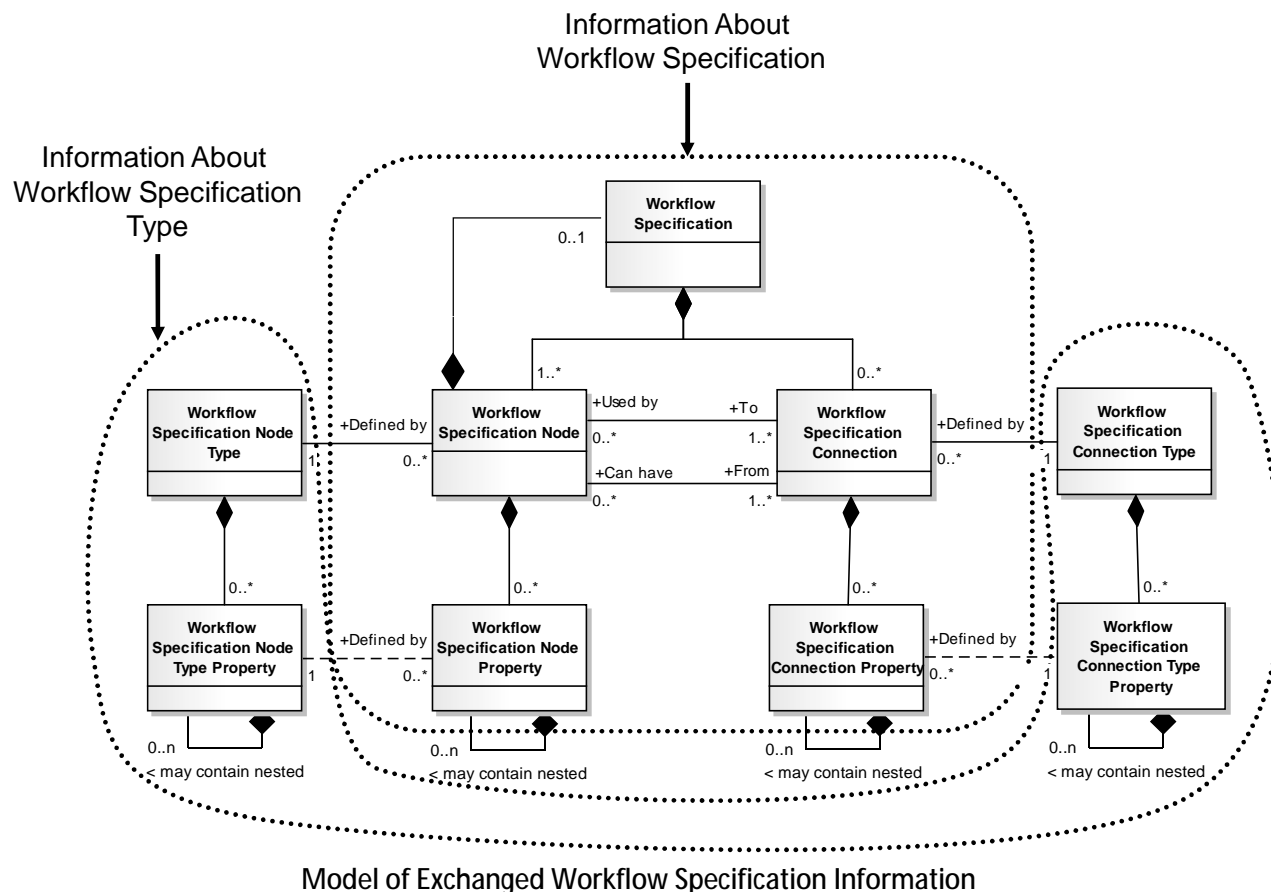 Information About
Workflow Specification
Information About
Workflow Specification
Type
Workflow
Specification
0..1
1..*
0..*
Workflow
Specification Node
Type
+Defined by
1
0..*
Workflow
Specification Node
+Used by
+To
0..*
1..*
+Can have
+From
0..*
1..*
Workflow
Specification
Connection
+Defined by
0..*
1
Workflow
Specification
Connection Type
0..*
0..*
0..*
0..*
Workflow
Specification Node
Type Property
+Defined by
1
0..*
Workflow
Specification Node
Property
Workflow
Specification
Connection Property
+Defined by
0..*
1
Workflow
Specification
Connection Type
Property
0..n
< may contain nested
0..n
< may contain nested
0..n
< may contain nested
0..n
< may contain nested
Model of Exchanged Workflow Specification Information